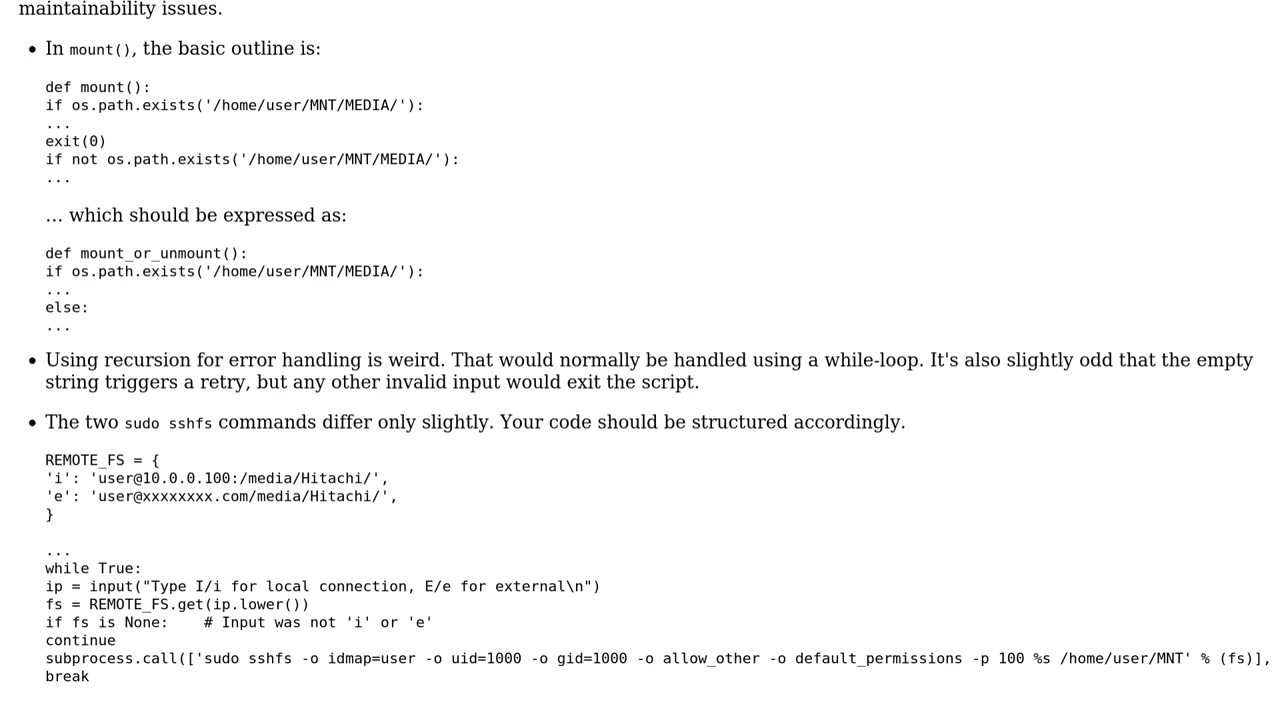 maintainability issues.
• In mount(), the basic outline is:
def mount():
if os.path.exists('/home/user/MNT/MEDIA/'):
...
exit(0)
if not os.path.exists('/home/user/MNT/MEDIA/'):
...
... which should be expressed as:
def mount_or_unmount():
if os.path.exists('/home/user/MNT/MEDIA/'):
...
else:
...
• Using recursion for error handling is weird. That would normally be handled using a while-loop. It's also slightly odd that the empty
string triggers a retry, but any other invalid input would exit the script.
• The two sudo sshfs commands differ only slightly. Your code should be structured accordingly.
REMOTE_FS = {
'i': 'user@10.0.0.100:/media/Hitachi/',
'e': 'user@xxxxxxxx.com/media/Hitachi/',
}
...
while True:
ip = input("Type I/i for local connection, E/e for external\n")
fs = REMOTE_FS.get(ip.lower())
if fs is None:    # Input was not 'i' or 'e'
continue
subprocess.call(['sudo sshfs -o idmap=user -o uid=1000 -o gid=1000 -o allow_other -o default_permissions -p 100 %s /home/user/MNT' % (fs)],
break